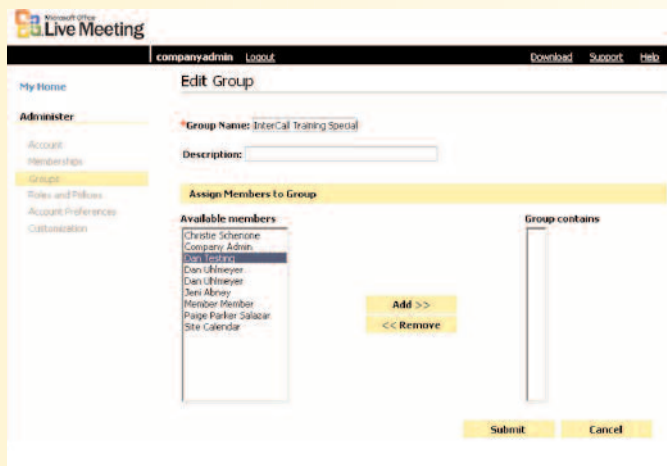 Microsoft Office
Live Meeting
companyadmin Logout Download Support Help
My Home
Edit Group
Administer
*Group Name: InterCall Training Special
Description:
Account
Memberships
Groups
Roles and Policies
Account Preferences
Customization
Assign Members to Group
Available members
Group contains
Christie Schenone
Company Admin
Dan Testing
Dan Uhlmeyer
Dan Uhlmeyer
Jeni Abney
Member Member
Paige Parker Salazar
Site Calendar
Add >>
<< Remove
Submit Cancel